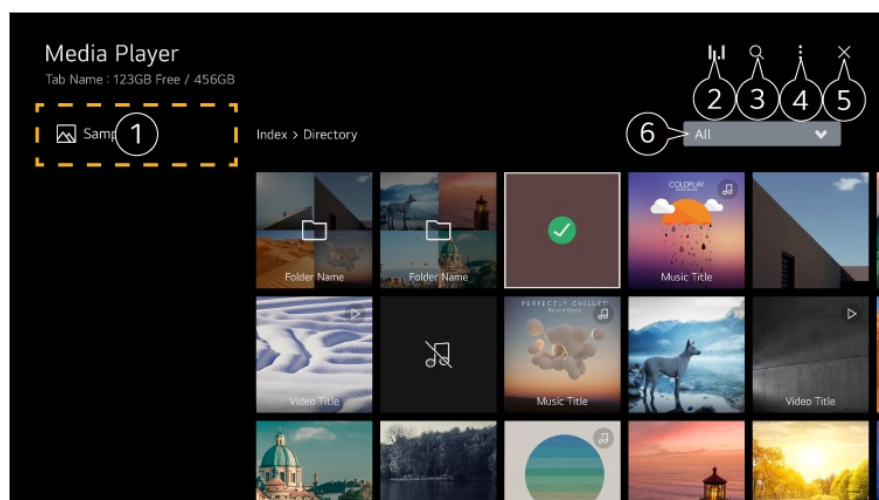 Media Player
Tab Name : 123GB Free / 456GB
2
3
4
5
1
Index > Directory
6
All
Folder Name
Folder Name
COLDPLAY
Music Title
Video Title
PERFECTLY CHILLED
Music Title
Video Title